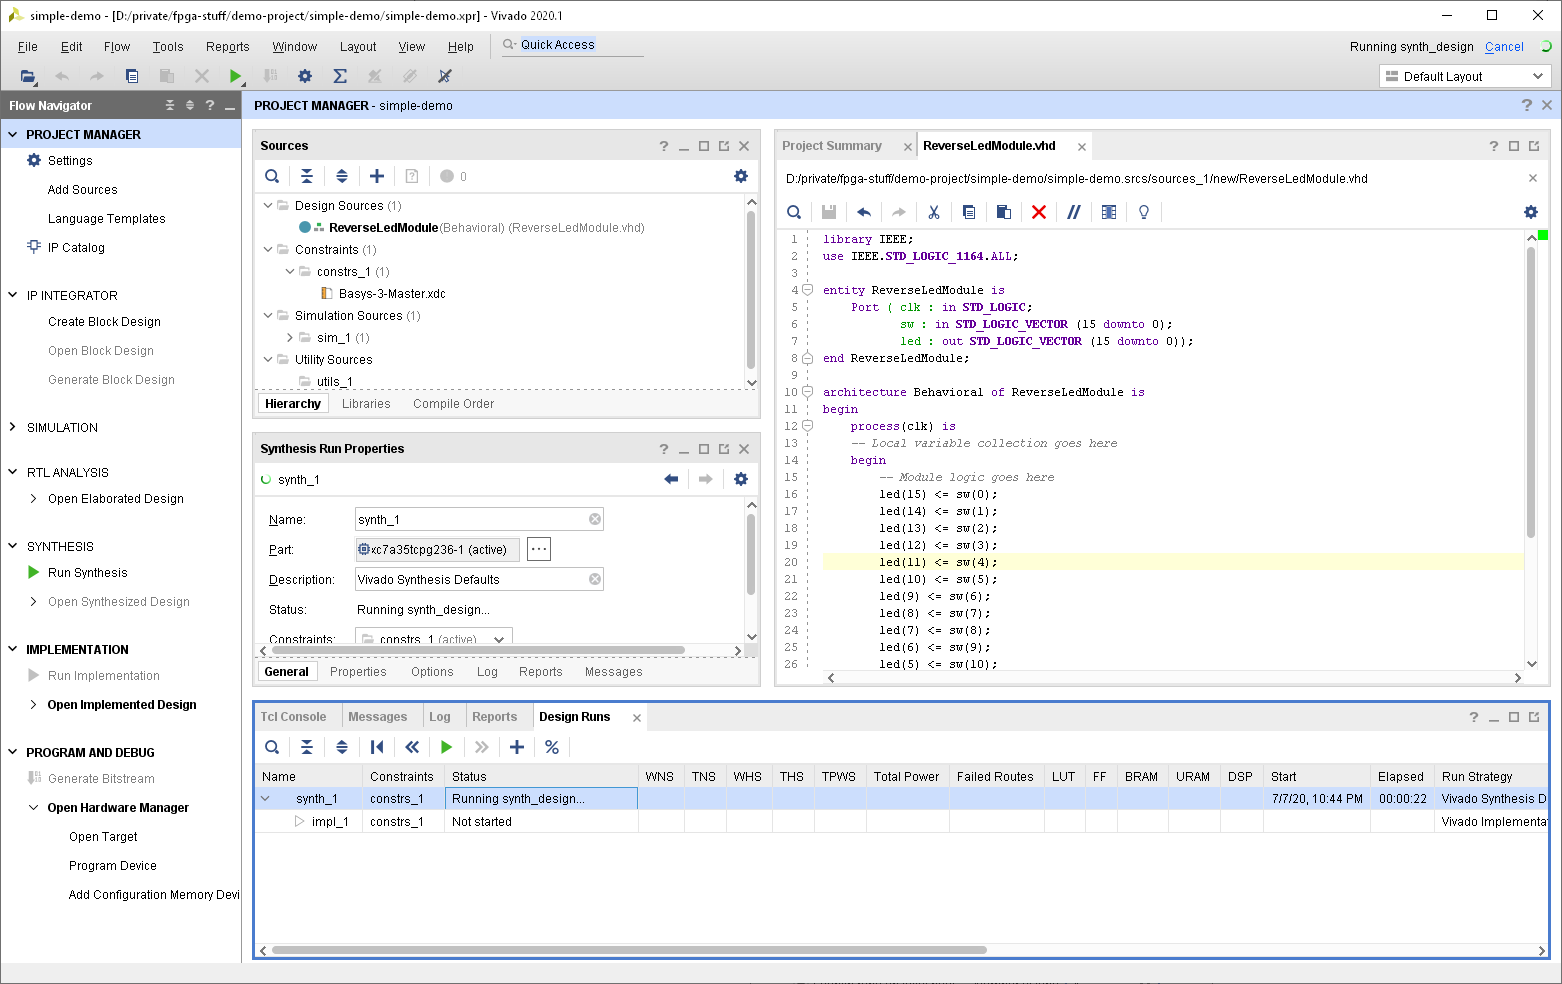 simple-demo - [D:/private/fpga-stuff/demo-project/simple-demo/simple-demo.xpr] - Vivado 2020.1
File Edit Flow Tools Reports Window Layout View Help Quick Access
Running synth_design Cancel
Default Layout
Flow Navigator
PROJECT MANAGER
Settings
Add Sources
Language Templates
IP Catalog
IP INTEGRATOR
Create Block Design
Open Block Design
Generate Block Design
SIMULATION
RTL ANALYSIS
Open Elaborated Design
SYNTHESIS
Run Synthesis
Open Synthesized Design
IMPLEMENTATION
Run Implementation
Open Implemented Design
PROGRAM AND DEBUG
Generate Bitstream
Open Hardware Manager
Open Target
Program Device
Add Configuration Memory Devi
PROJECT MANAGER - simple-demo
Sources
0
Design Sources (1)
ReverseLedModule(Behavioral) (ReverseLedModule.vhd)
Constraints (1)
constrs_1 (1)
Basys-3-Master.xdc
Simulation Sources (1)
sim_1 (1)
Utility Sources
utils_1
Hierarchy Libraries Compile Order
Synthesis Run Properties
synth_1
Name: synth_1
Part: xc7a35tcpg236-1 (active)
Description: Vivado Synthesis Defaults
Status: Running synth_design...
Constraints: constrs_1 (active)
General Properties Options Log Reports Messages
Project Summary ReverseLedModule.vhd
D:/private/fpga-stuff/demo-project/simple-demo/simple-demo.srcs/sources_1/new/ReverseLedModule.vhd
1 library IEEE;
2 use IEEE.STD_LOGIC_1164.ALL;
3
4 entity ReverseLedModule is
5 Port ( clk : in STD_LOGIC;
6 sw : in STD_LOGIC_VECTOR (15 downto 0);
7 led : out STD_LOGIC_VECTOR (15 downto 0));
8 end ReverseLedModule;
9
10 architecture Behavioral of ReverseLedModule is
11 begin
12 process(clk) is
13 -- Local variable collection goes here
14 begin
15 -- Module logic goes here
16 led(15) <= sw(0);
17 led(14) <= sw(1);
18 led(13) <= sw(2);
19 led(12) <= sw(3);
20 led(11) <= sw(4);
21 led(10) <= sw(5);
22 led(9) <= sw(6);
23 led(8) <= sw(7);
24 led(7) <= sw(8);
25 led(6) <= sw(9);
26 led(5) <= sw(10);
Tcl Console Messages Log Reports Design Runs
Name Constraints Status WNS TNS WHS THS TPWS Total Power Failed Routes LUT FF BRAM URAM DSP Start Elapsed Run Strategy
synth_1 constrs_1 Running synth_design... 7/7/20, 10:44 PM 00:00:22 Vivado Synthesis D
impl_1 constrs_1 Not started Vivado Implementa